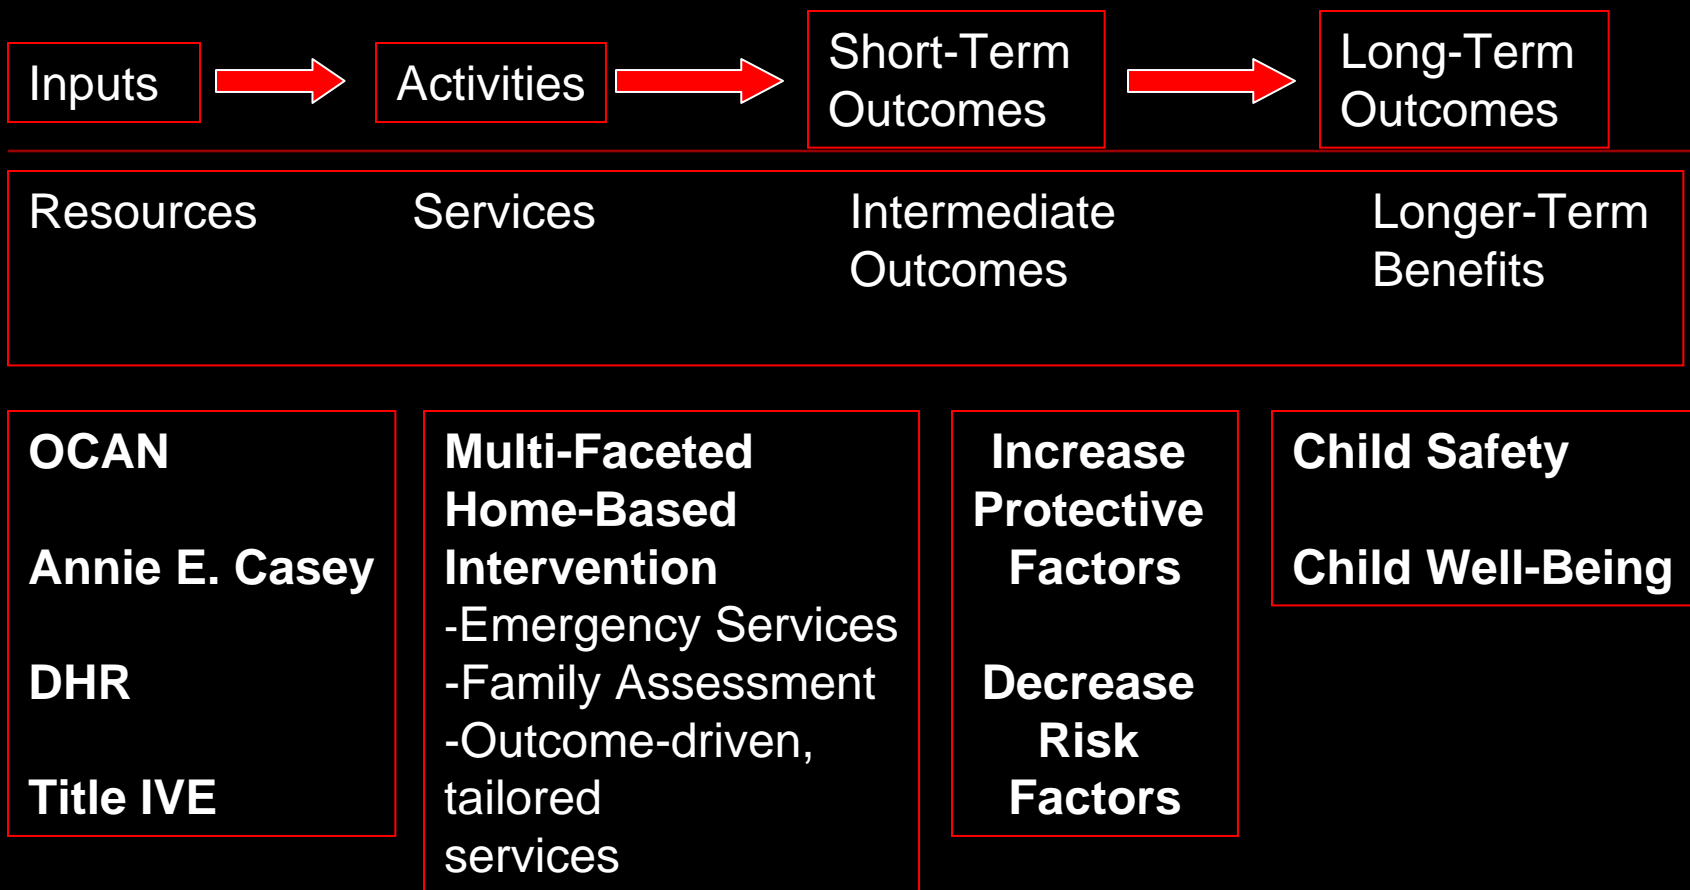 Inputs
Activities
Short-Term
Outcomes
Long-Term
Outcomes
Resources
Services
Intermediate
Outcomes
Longer-Term
Benefits
OCAN
Annie E. Casey
DHR
Title IVE
Multi-Faceted
Home-Based
Intervention
-Emergency Services
-Family Assessment
-Outcome-driven,
tailored
services
Increase
Protective
Factors
Decrease
Risk
Factors
Child Safety
Child Well-Being